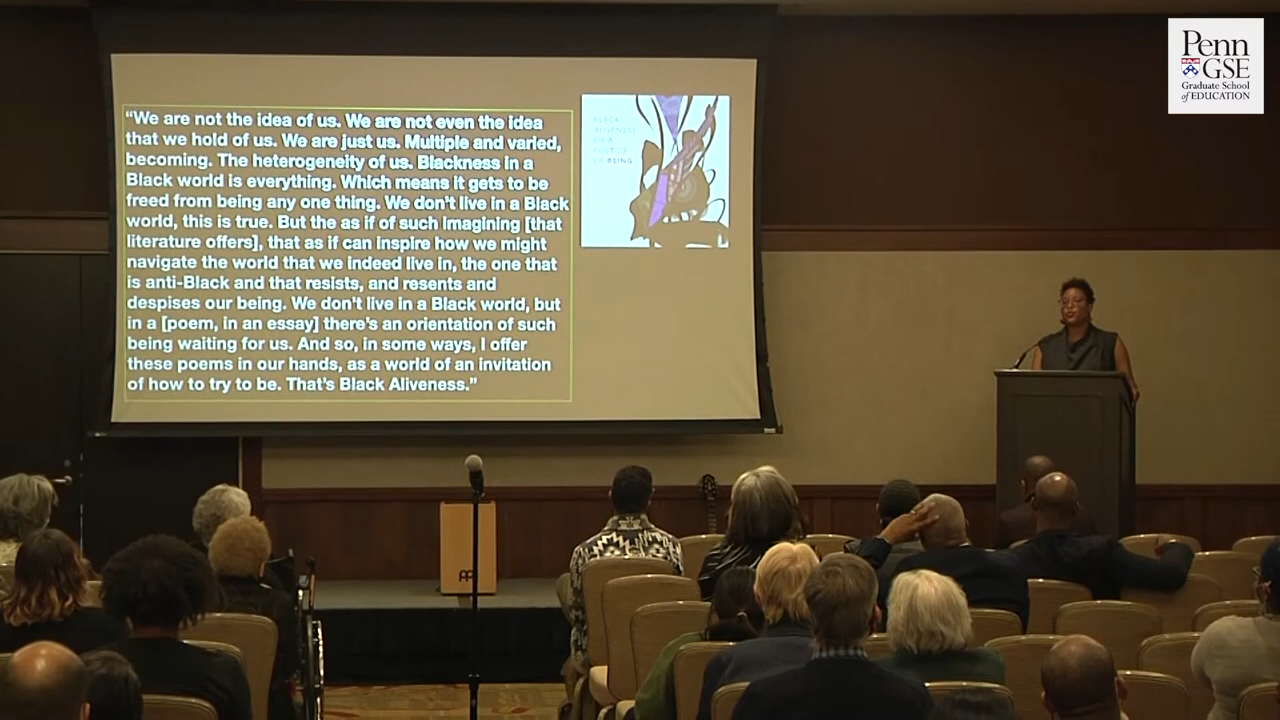 “We are not the idea of us. We are not even the idea
that we hold of us. We are just us. Multiple and varied,
becoming. The heterogeneity of us. Blackness in a
Black world is everything. Which means it gets to be
freed from being any one thing. We don't live in a Black
world, this is true. But the as if of such imagining [that
literature offers], that as if can inspire how we might
navigate the world that we indeed live in, the one that
is anti-Black and that resists, and resents and
despises our being. We don't live in a Black world, but
in a [poem, in an essay] there's an orientation of such
being waiting for us. And so, in some ways, I offer
these poems in our hands, as a world of an invitation
of how to try to be. That's Black Aliveness.”
BLACK
ALIVENESS,
OR A
POETICS
OF BEING
Penn
GSE
Graduate School
of EDUCATION